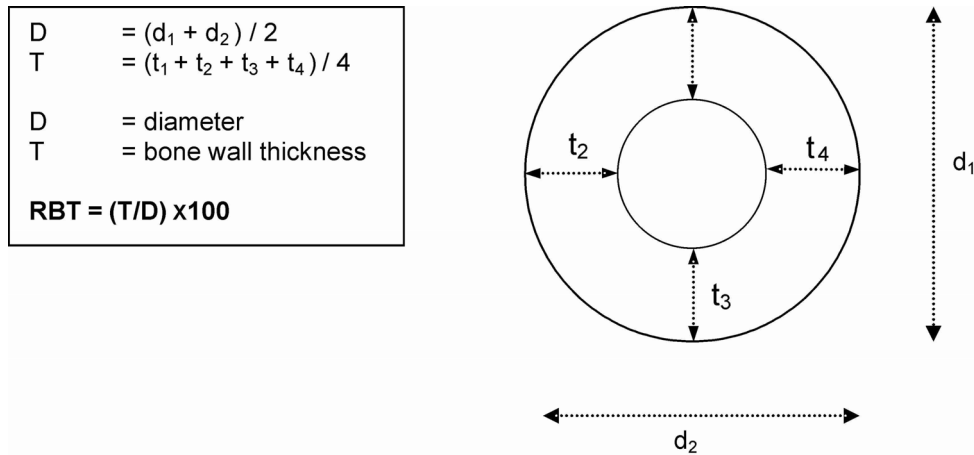 D = (d₁ + d₂ ) / 2
T = (t₁ + t₂ + t₃ + t₄ ) / 4
D = diameter
T = bone wall thickness
RBT = (T/D) x100
t₂
t₄
d₁
t₃
d₂